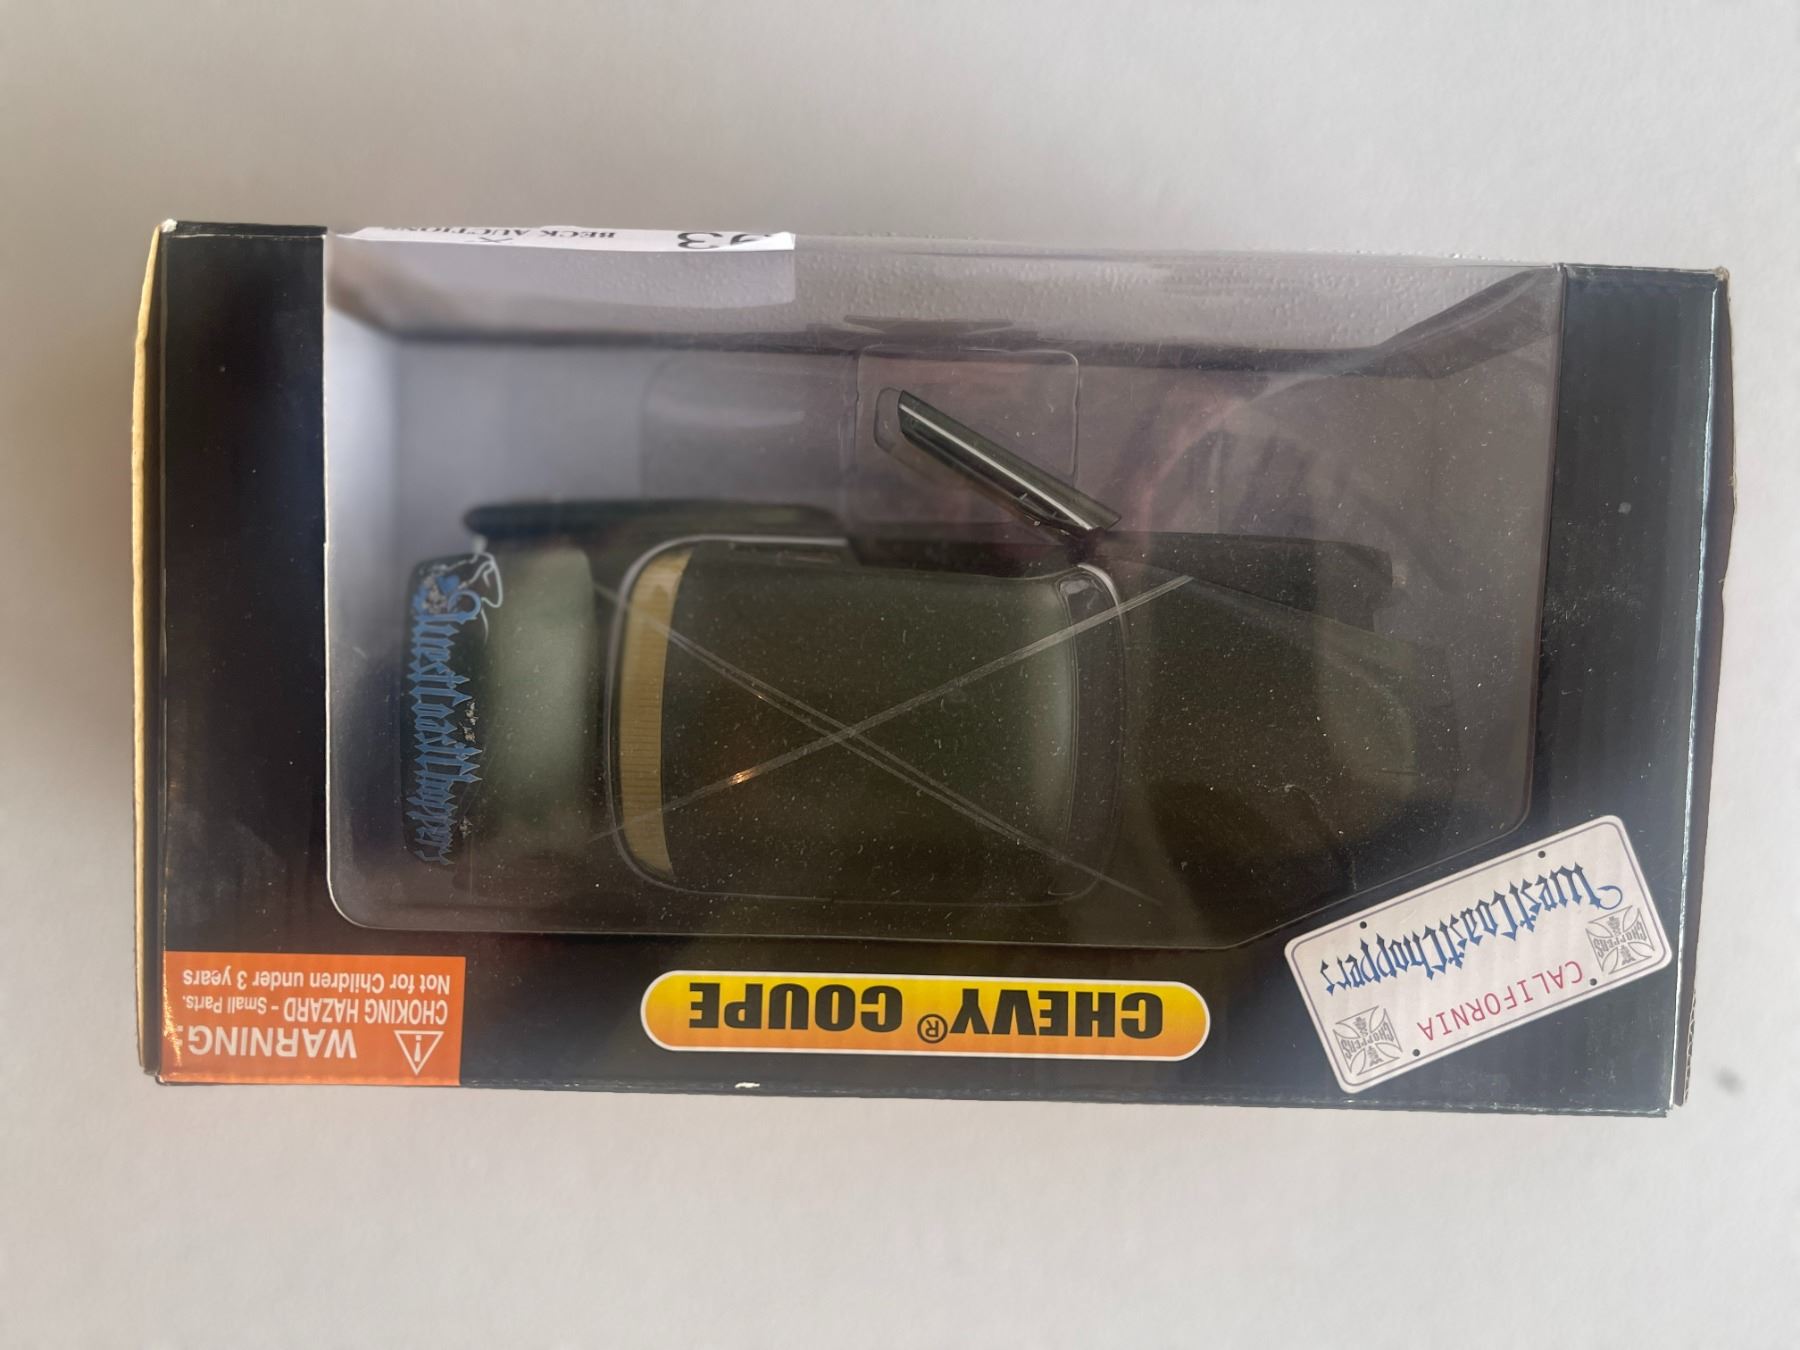 CHEVY® COUPE
WARNING:
CHOKING HAZARD - Small Parts.
Not for Children under 3 years
CALIFORNIA
WestCoastChoppers
CHOPPERS
CHOPPERS
WestCoastChoppers
BECK AUCTIONS